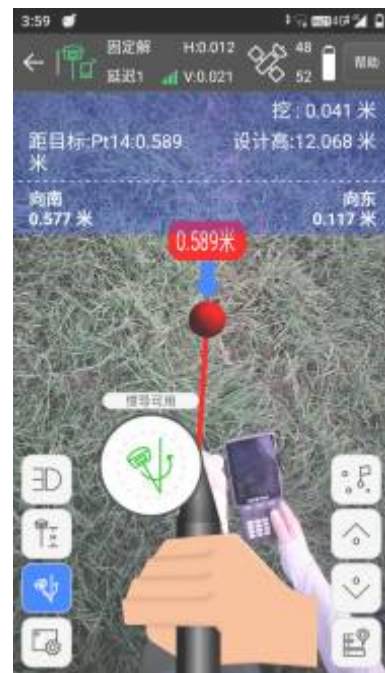 3:59
固定解 H:0.012 48
延迟1 V:0.021 52
帮助
挖 : 0.041 米
距目标:Pt14:0.589 米
设计高:12.068 米
向南 向东
0.577 米 0.117 米
0.589米
惯导可用